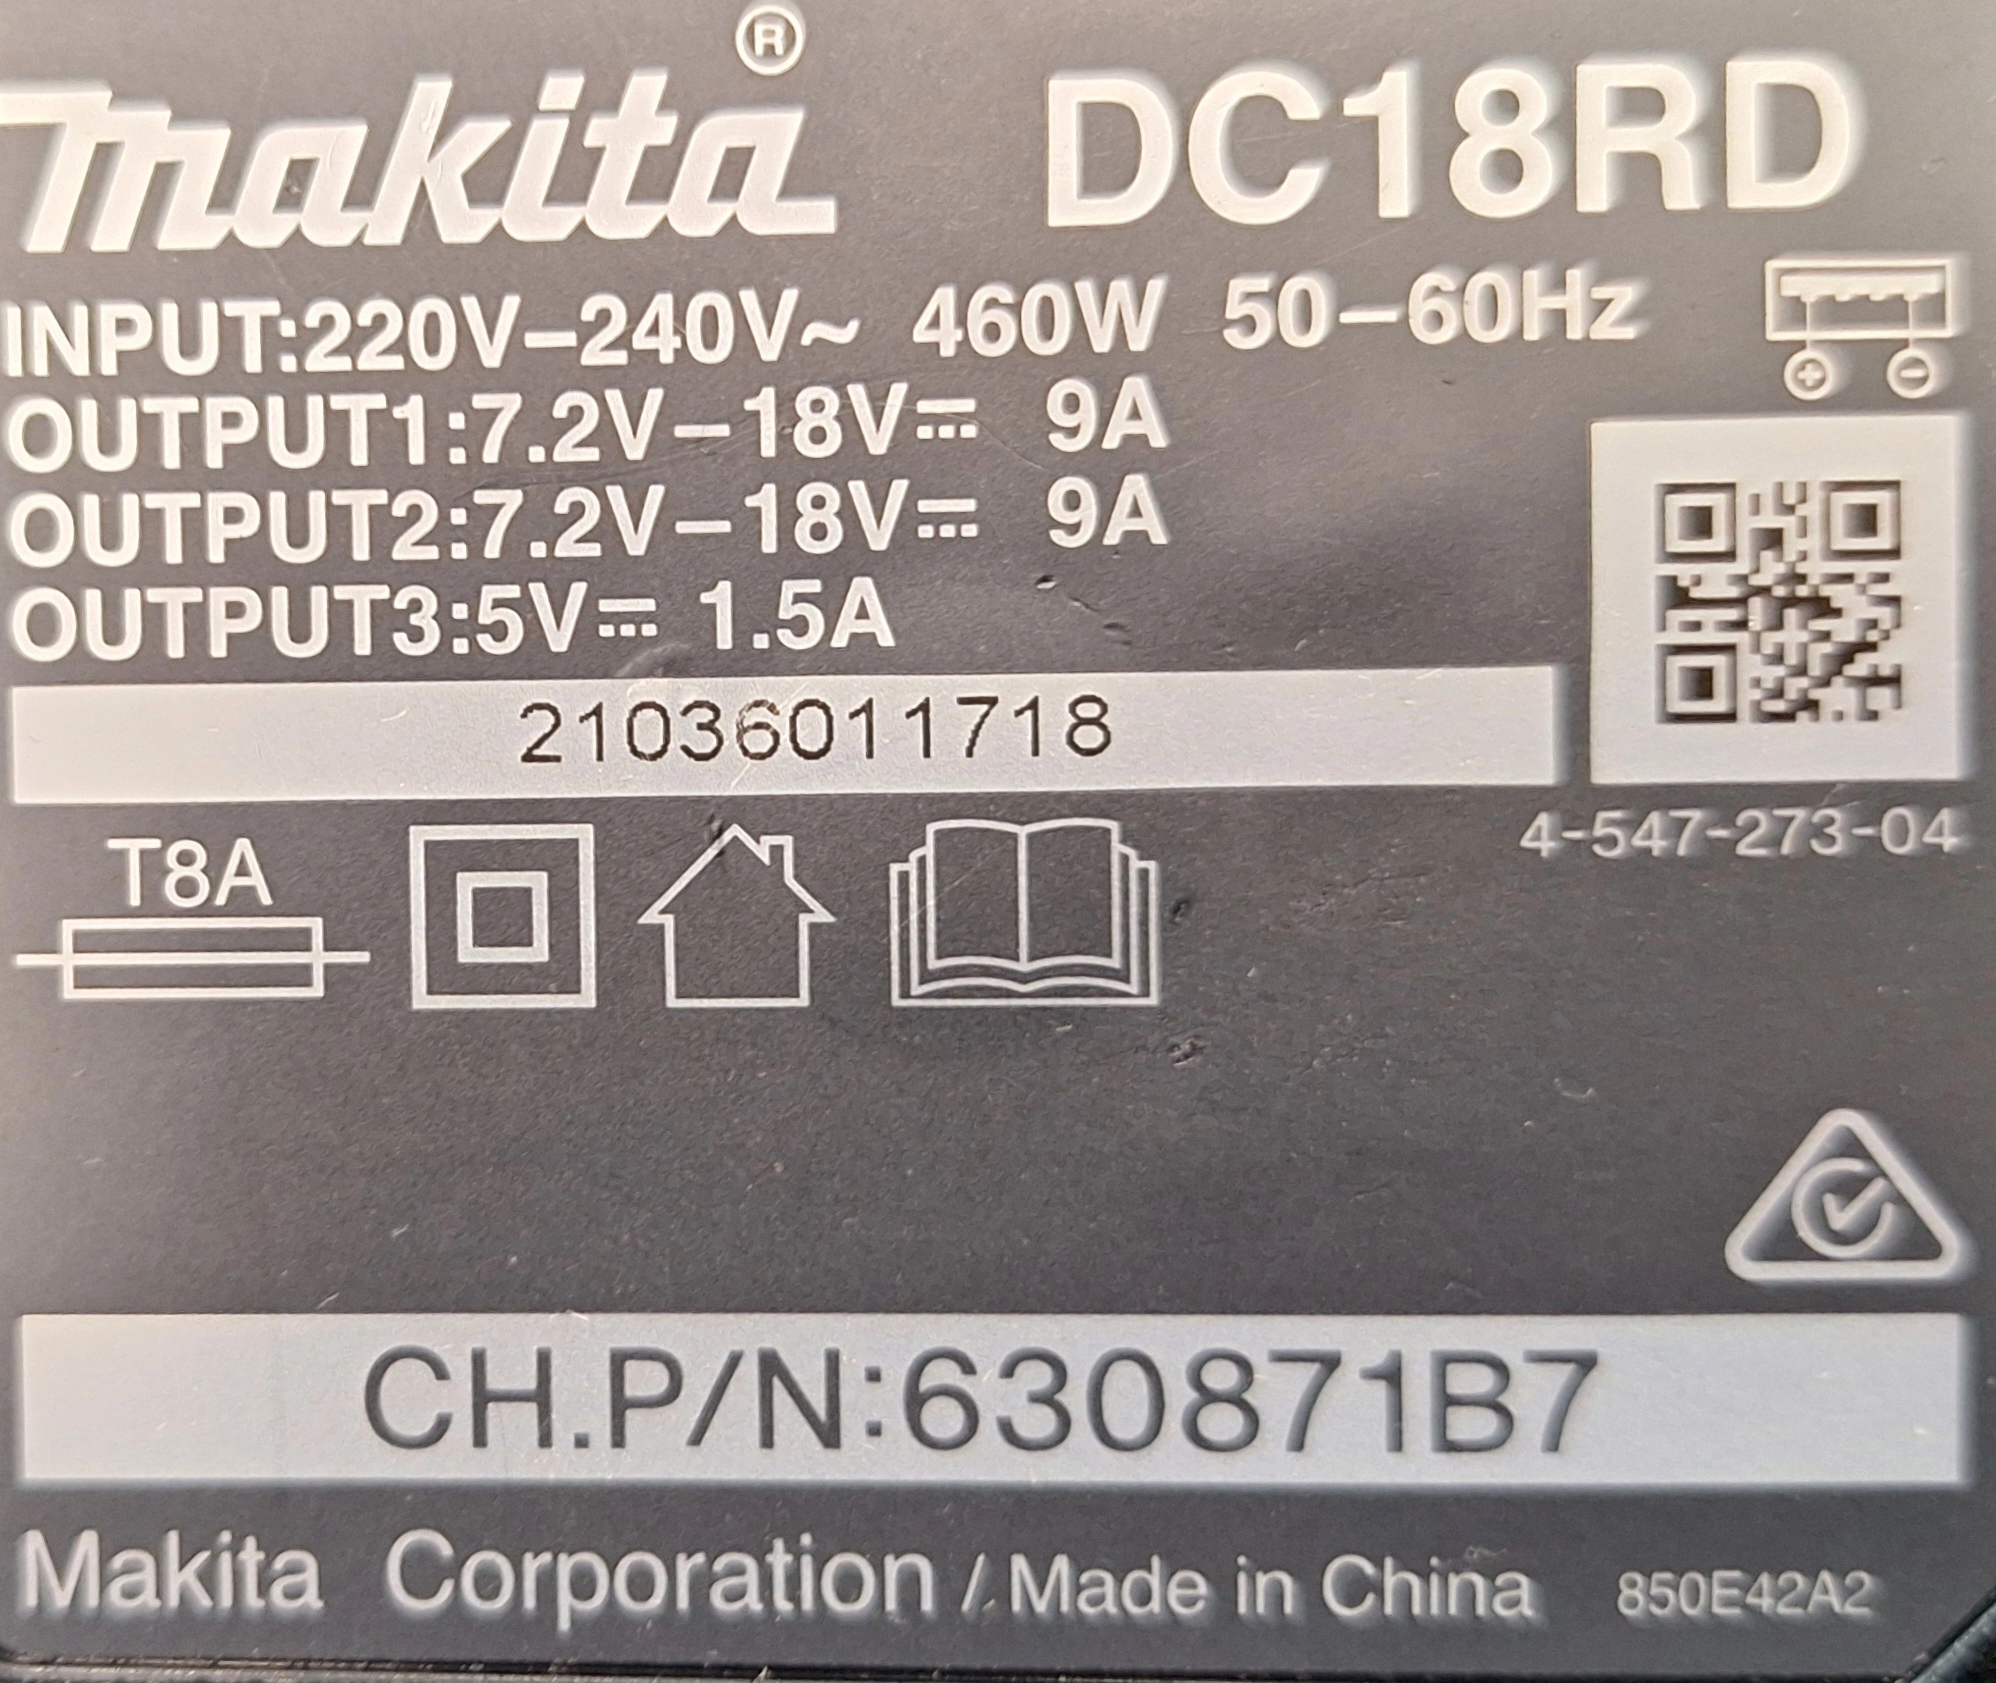 makita® DC18RD
INPUT:220V–240V~ 460W 50–60Hz
OUTPUT1:7.2V–18V⎓ 9A
OUTPUT2:7.2V–18V⎓ 9A
OUTPUT3:5V⎓ 1.5A
21036011718
4-547-273-04
T8A
CH.P/N:630871B7
Makita Corporation / Made in China 850E42A2